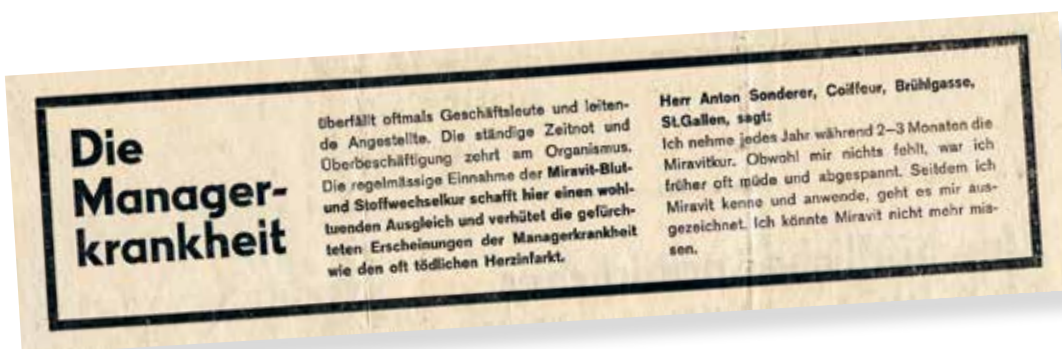 Die
Manager-
krankheit
überfällt oftmals Geschäftsleute und leiten-
de Angestellte. Die ständige Zeitnot und
Überbeschäftigung zehrt am Organismus.
Die regelmässige Einnahme der Miravit-Blut-
und Stoffwechselkur schafft hier einen wohl-
tuenden Ausgleich und verhütet die gefürch-
teten Erscheinungen der Managerkrankheit
wie den oft tödlichen Herzinfarkt.
Herr Anton Sonderer, Coiffeur, Brühlgasse,
St.Gallen, sagt:
Ich nehme jedes Jahr während 2–3 Monaten die
Miravitkur. Obwohl mir nichts fehlt, war ich
früher oft müde und abgespannt. Seitdem ich
Miravit kenne und anwende, geht es mir aus-
gezeichnet. Ich könnte Miravit nicht mehr mis-
sen.